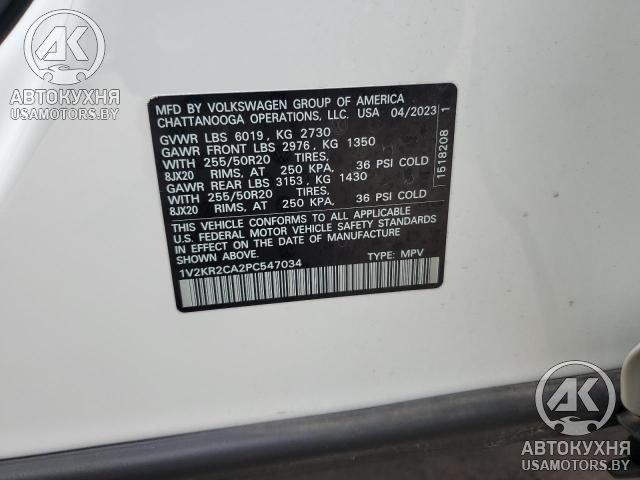 AK
АВТОКУХНЯ
USAMOTORS.BY
MFD BY VOLKSWAGEN GROUP OF AMERICA
CHATTANOOGA OPERATIONS, LLC. USA 04/2023
GVWR LBS 6019, KG 2730
GAWR FRONT LBS 2976, KG 1350
WITH 255/50R20 TIRES,
8JX20 RIMS, AT 250 KPA, 36 PSI COLD
GAWR REAR LBS 3153, KG 1430
WITH 255/50R20 TIRES,
8JX20 RIMS, AT 250 KPA, 36 PSI COLD
THIS VEHICLE CONFORMS TO ALL APPLICABLE
U.S. FEDERAL MOTOR VEHICLE SAFETY STANDARDS
IN EFFECT ON THE DATE OF MANUFACTURE
SHOWN ABOVE.
1V2KR2CA2PC547034 TYPE: MPV
1518208 1
AK
АВТОКУХНЯ
USAMOTORS.BY